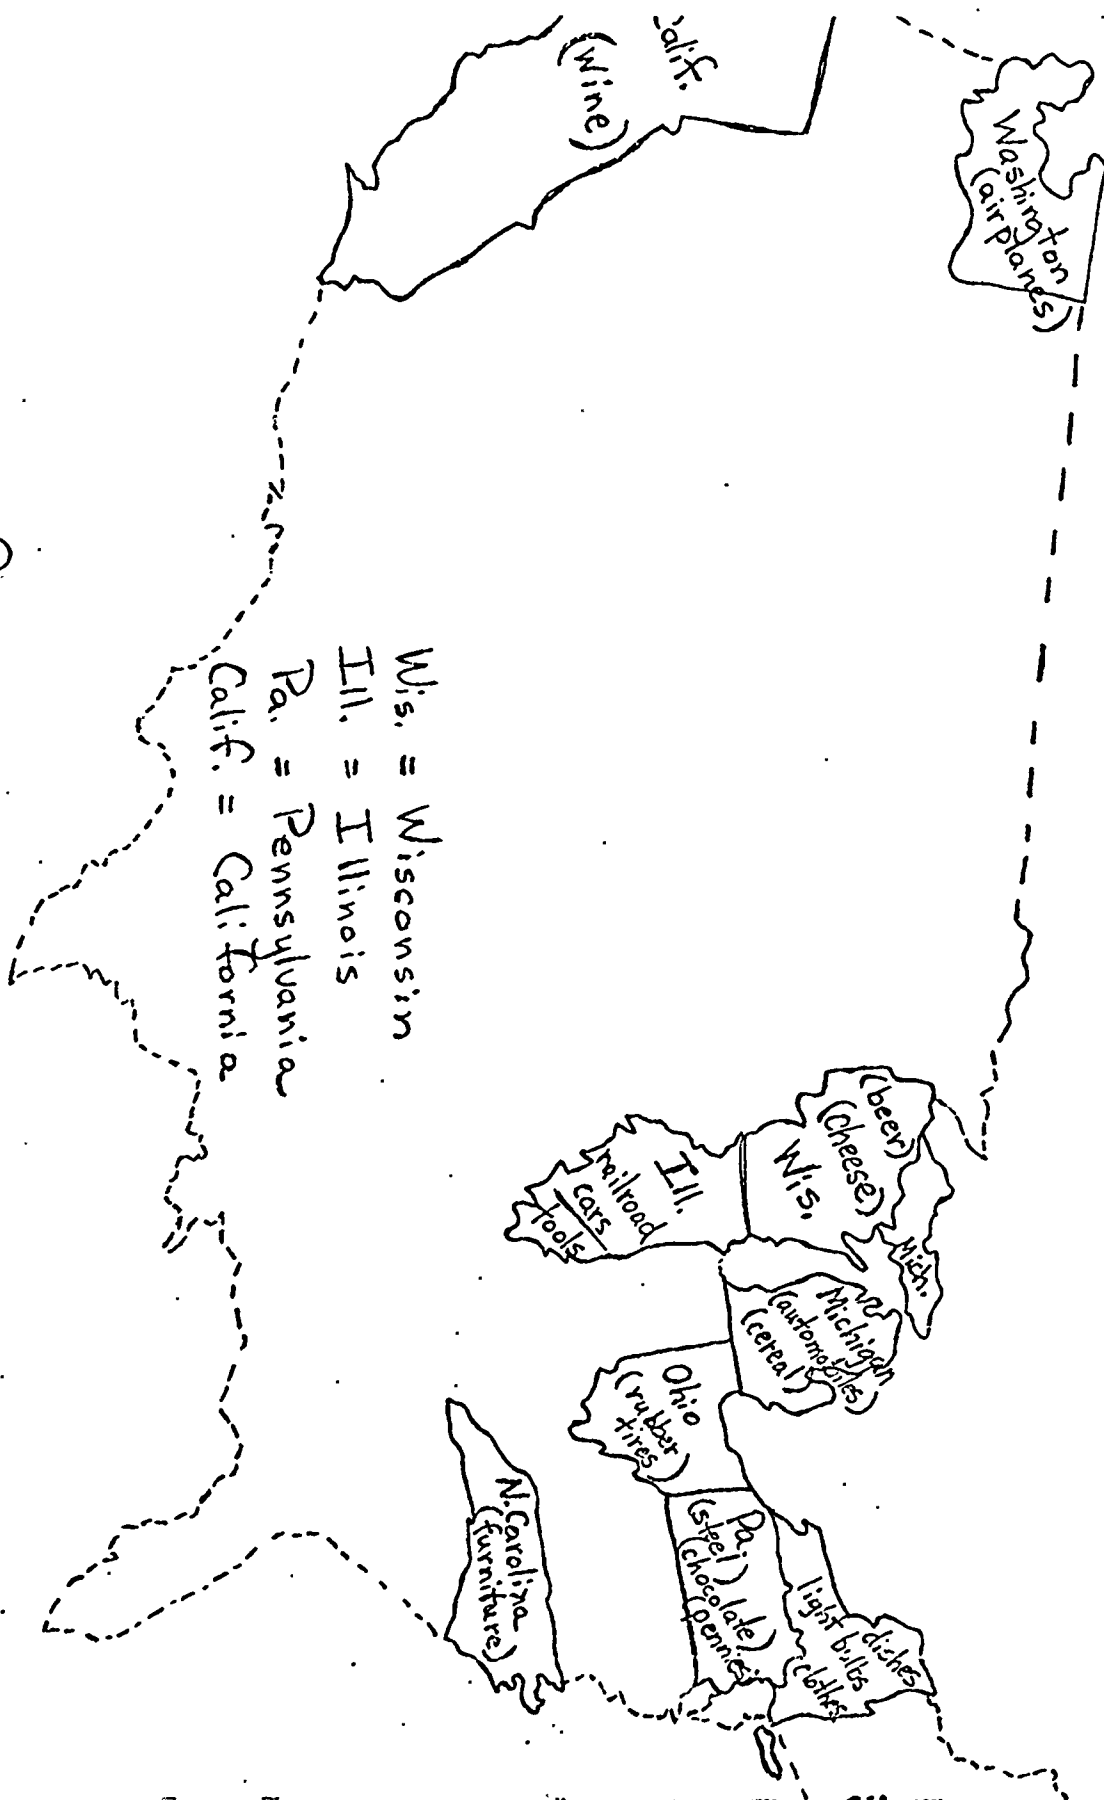 Washington
(airplanes)
Calif.
(wine)
(beer)
(cheese)
Wis.
Mich.
Michigan
(automobiles)
(cereal)
Ill.
railroad
cars
tools
Ohio
(rubber
tires)
Pa.
(steel)
(chocolate)
(pennies)
dishes
light bulbs
clothes
N. Carolina
(furniture)
Wis. = Wisconsin
Ill. = Illinois
Pa. = Pennsylvania
Calif. = California